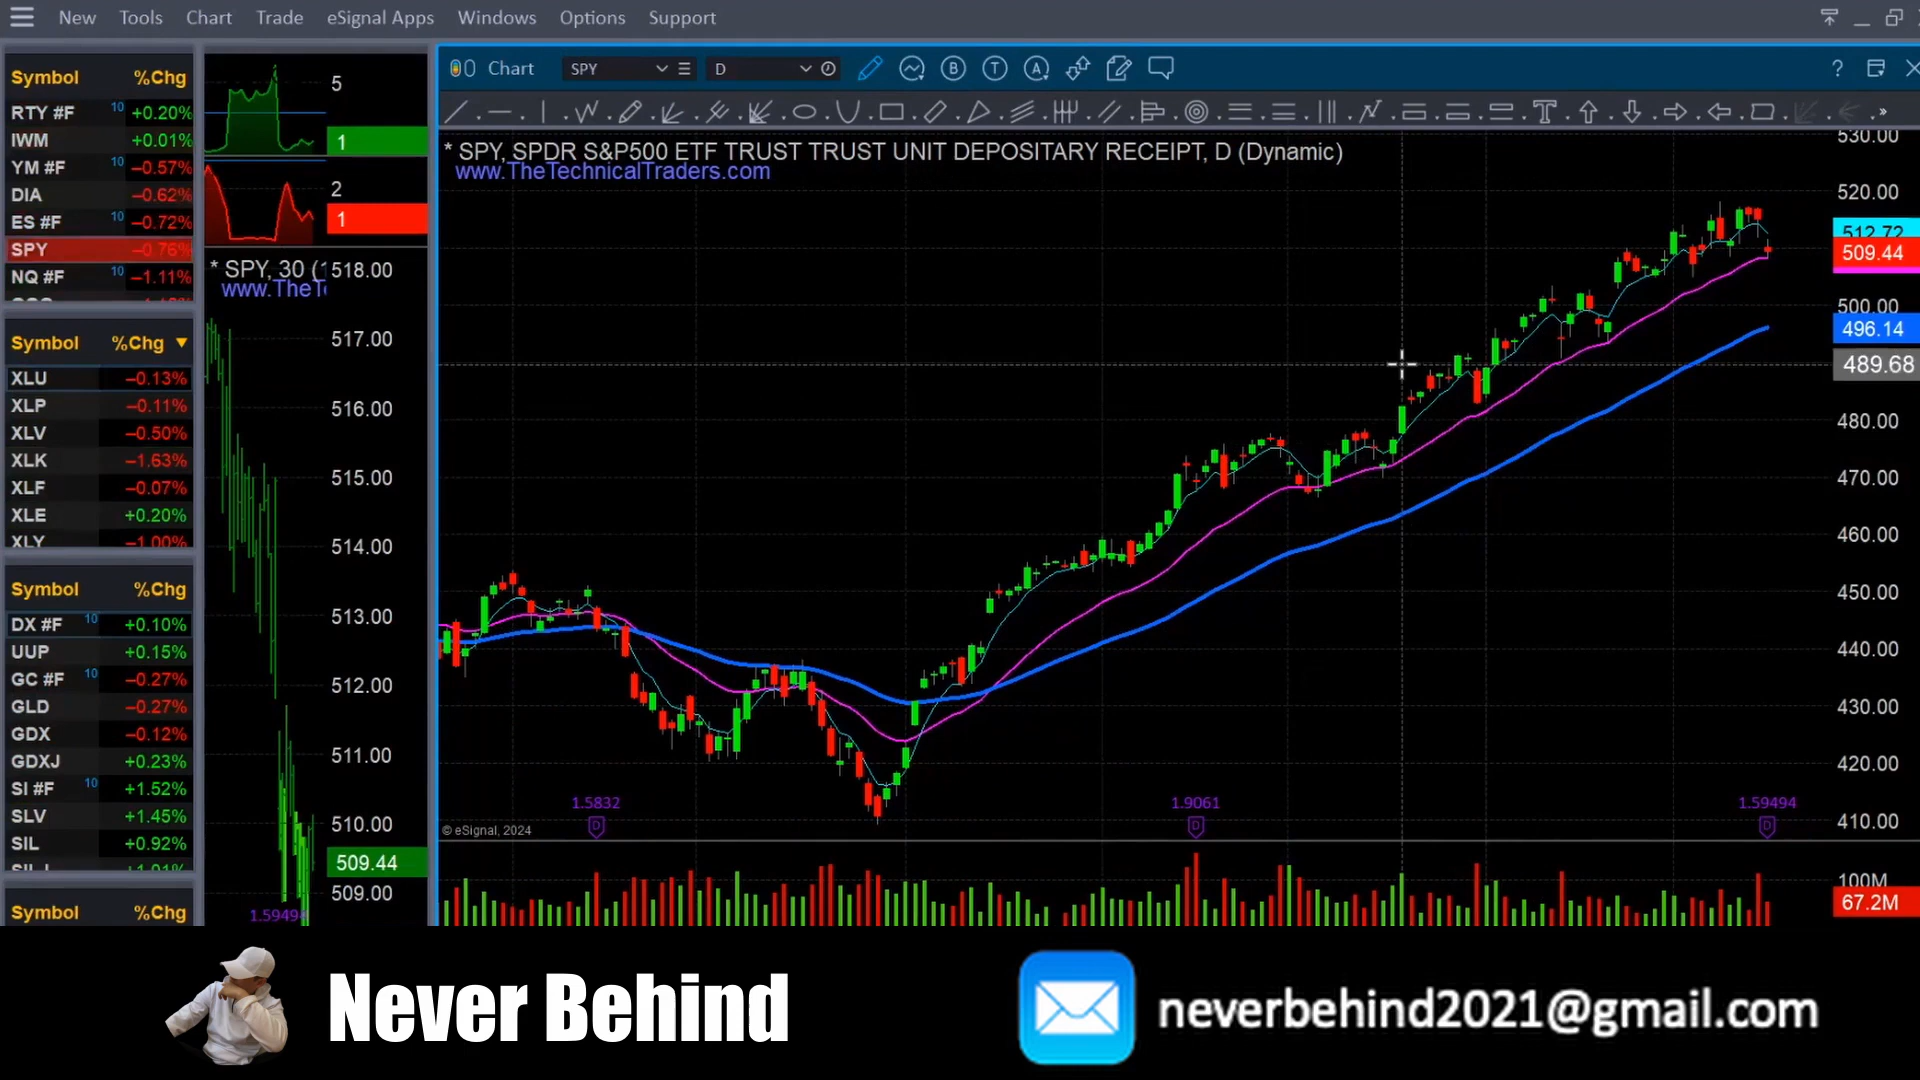 New Tools Chart Trade eSignal Apps Windows Options Support
Symbol %Chg
RTY #F 10 +0.20%
IWM +0.01%
YM #F 10 –0.57%
DIA –0.62%
ES #F 10 –0.72%
SPY –0.76%
NQ #F 10 –1.11%
Symbol %Chg ▼
XLU –0.13%
XLP –0.11%
XLV –0.50%
XLK –1.63%
XLF –0.07%
XLE +0.20%
XLY –1.00%
Symbol %Chg
DX #F 10 +0.10%
UUP +0.15%
GC #F 10 –0.27%
GLD –0.27%
GDX –0.12%
GDXJ +0.23%
SI #F 10 +1.52%
SLV +1.45%
SIL +0.92%
Symbol %Chg
5
1
2
1
* SPY, 30 (
www.TheT
518.00
517.00
516.00
515.00
514.00
513.00
512.00
511.00
510.00
509.44
509.00
1.59494
Chart SPY D
B T A ?
* SPY, SPDR S&P500 ETF TRUST TRUST UNIT DEPOSITARY RECEIPT, D (Dynamic)
www.TheTechnicalTraders.com
530.00
520.00
512.72
509.44
500.00
496.14
489.68
480.00
470.00
460.00
450.00
440.00
430.00
420.00
410.00
1.5832 1.9061 1.59494
D D D
© eSignal, 2024
100M
67.2M
Never Behind
neverbehind2021@gmail.com